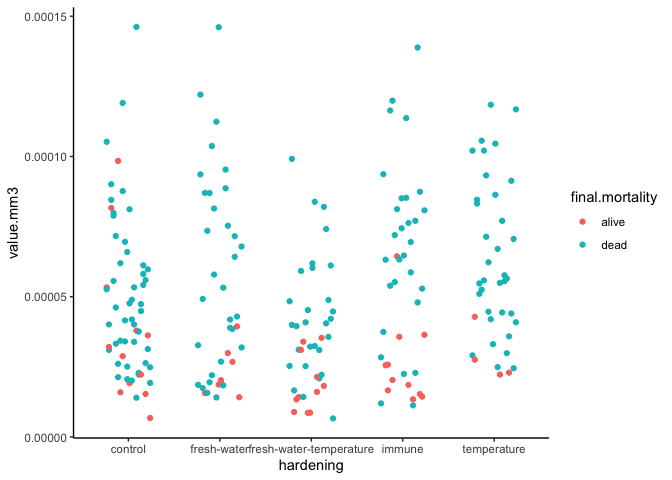 0.00015
0.00010
0.00005
0.00000
value.mm3
control fresh-water fresh-water-temperature immune temperature
hardening
final.mortality
alive
dead